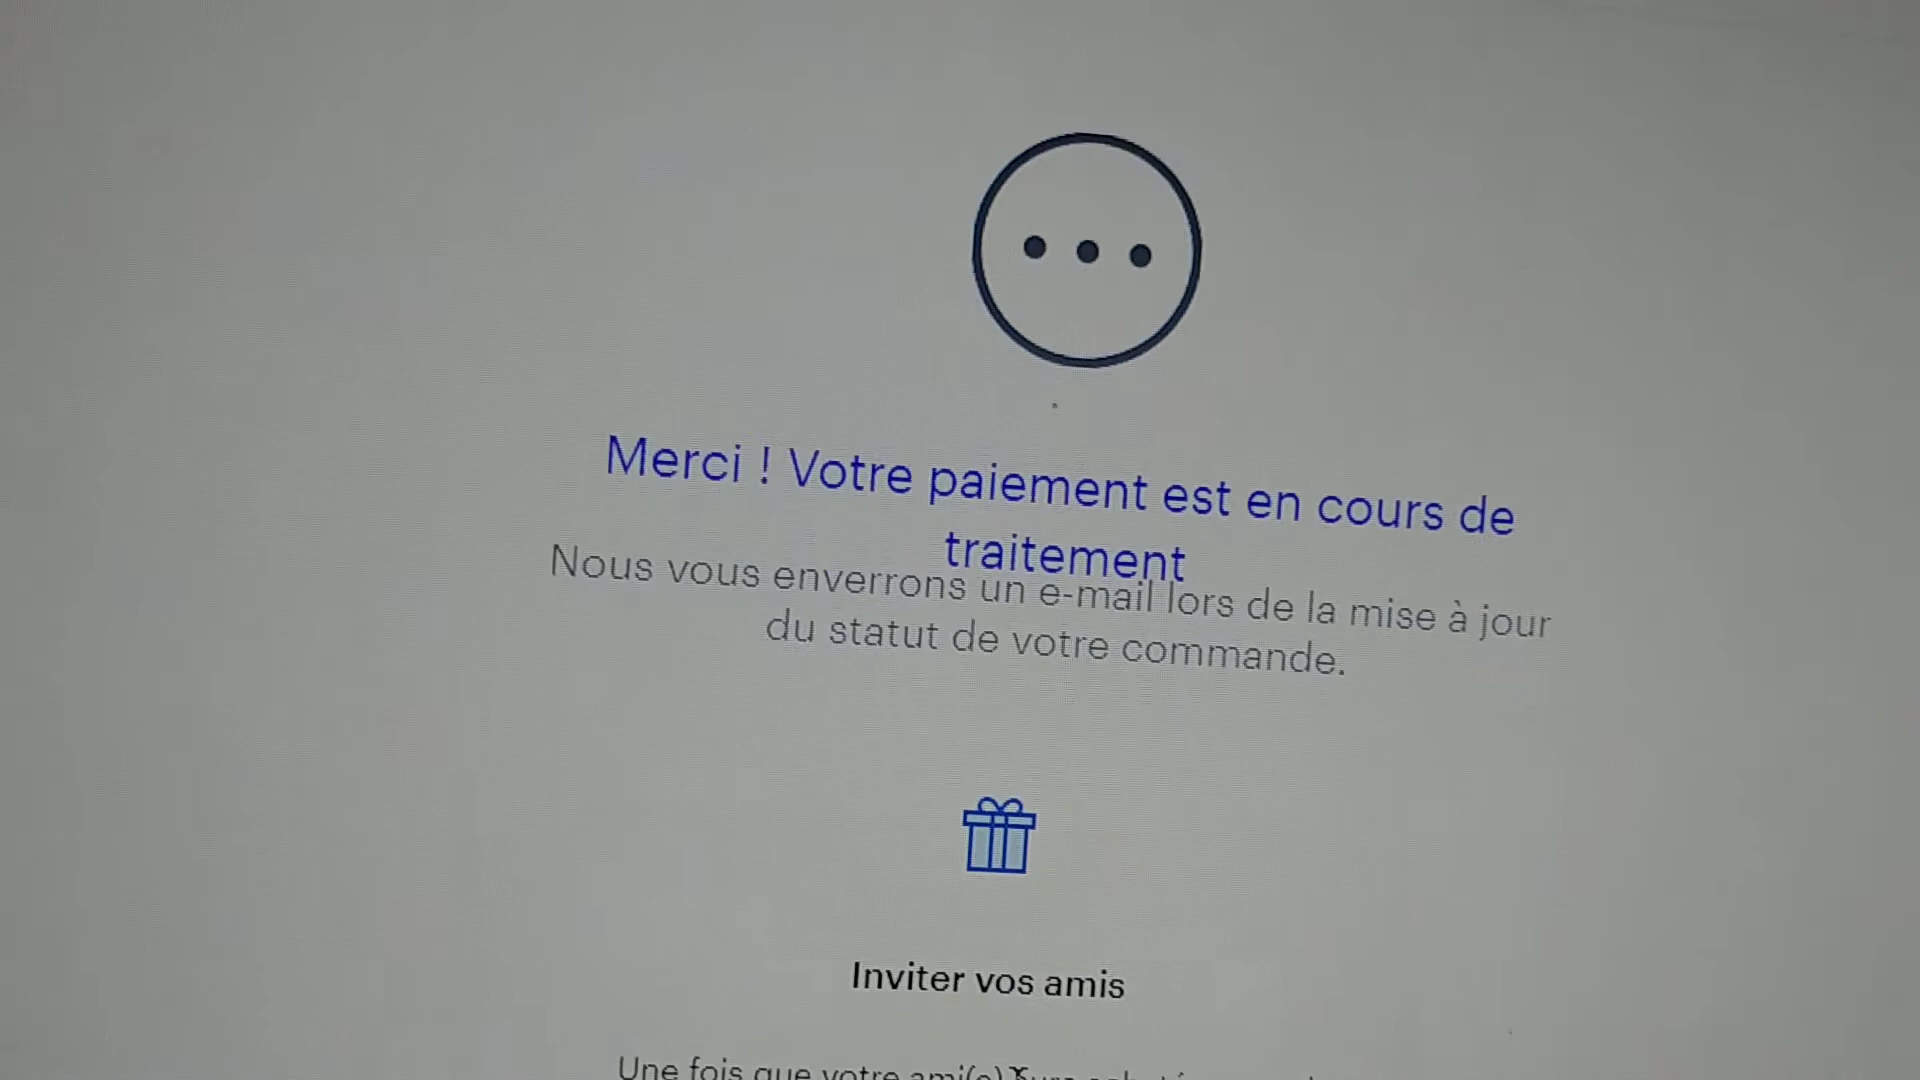 Merci ! Votre paiement est en cours de
traitement
Nous vous enverrons un e-mail lors de la mise à jour
du statut de votre commande.
Inviter vos amis
Une fois que votre ami(e)